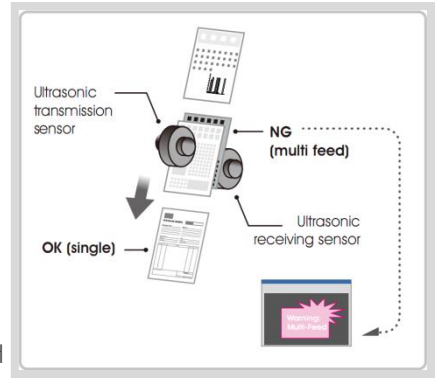 Ultrasonic
transmission
sensor
NG
(multi feed)
Ultrasonic
receiving sensor
OK (single)
Warning:
Multi-Feed